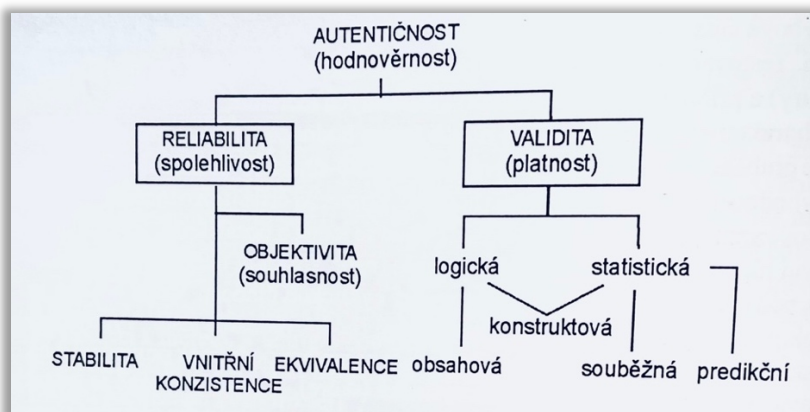 AUTENTIČNOST
(hodnověrnost)
RELIABILITA
(spolehlivost)
VALIDITA
(platnost)
OBJEKTIVITA
(souhlasnost)
logická
statistická
konstruktová
STABILITA
VNITŘNÍ
KONZISTENCE
EKVIVALENCE
obsahová
souběžná
predikční